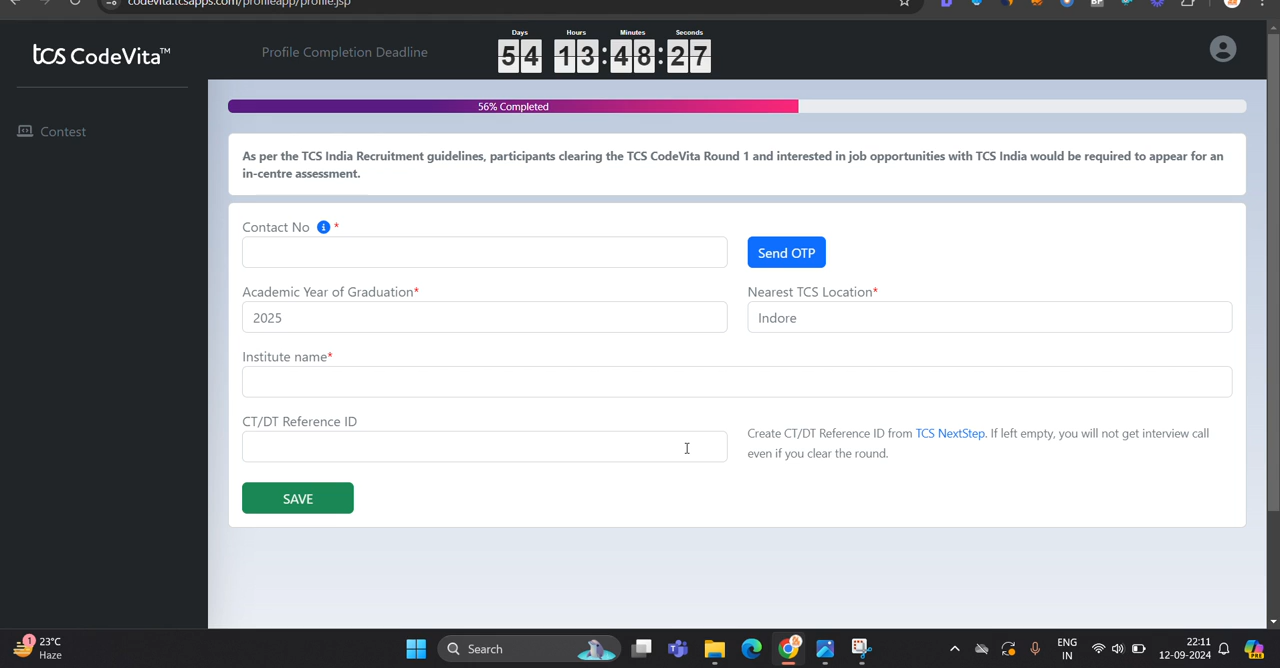 codevita.tcsapps.com/profileapp/profile.jsp
tcs CodeVita™
Profile Completion Deadline
Days Hours Minutes Seconds
54 13:48:27
Contest
56% Completed
As per the TCS India Recruitment guidelines, participants clearing the TCS CodeVita Round 1 and interested in job opportunities with TCS India would be required to appear for an
in-centre assessment.
Contact No i *
Send OTP
Academic Year of Graduation*
Nearest TCS Location*
2025
Indore
Institute name*
CT/DT Reference ID
Create CT/DT Reference ID from TCS NextStep. If left empty, you will not get interview call
even if you clear the round.
SAVE
1
23°C
Haze
Search
ENG
IN
22:11
12-09-2024
PRE